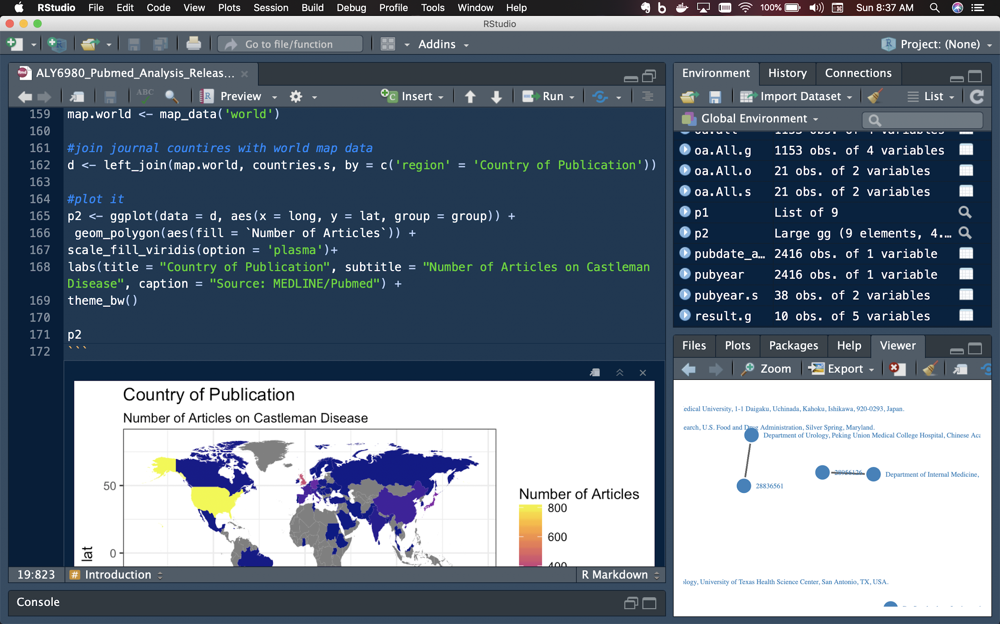 RStudio File Edit Code View Plots Session Build Debug Profile Tools Window Help 100% Sun 8:37 AM
RStudio
Go to file/function Addins Project: (None)
ALY6980_Pubmed_Analysis_Releas...
ABC Preview Insert Run
159 map.world <- map_data('world')
160
161 #join journal countires with world map data
162 d <- left_join(map.world, countries.s, by = c('region' = 'Country of Publication'))
163
164 #plot it
165 p2 <- ggplot(data = d, aes(x = long, y = lat, group = group)) +
166 geom_polygon(aes(fill = `Number of Articles`)) +
167 scale_fill_viridis(option = 'plasma')+
168 labs(title = "Country of Publication", subtitle = "Number of Articles on Castleman
Disease", caption = "Source: MEDLINE/Pubmed") +
169 theme_bw()
170
171 p2
172 ```
Country of Publication
Number of Articles on Castleman Disease
50
0
lat
Number of Articles
800
600
400
19:823 # Introduction R Markdown
Console
Environment History Connections
Import Dataset List
Global Environment
oa.all 1153 obs. of 4 variables
oa.All.g 1153 obs. of 4 variables
oa.All.o 21 obs. of 2 variables
oa.All.s 21 obs. of 2 variables
p1 List of 9
p2 Large gg (9 elements, 4.…
pubdate_a… 2416 obs. of 1 variable
pubyear 2416 obs. of 1 variable
pubyear.s 38 obs. of 2 variables
result.g 10 obs. of 5 variables
Files Plots Packages Help Viewer
Zoom Export
edical University, 1-1 Daigaku, Uchinada, Kahoku, Ishikawa, 920-0293, Japan.
earch, U.S. Food and Drug Administration, Silver Spring, Maryland.
Department of Urology, Peking Union Medical College Hospital, Chinese Aca
28956126 Department of Internal Medicine,
28836561
ology, University of Texas Health Science Center, San Antonio, TX, USA.